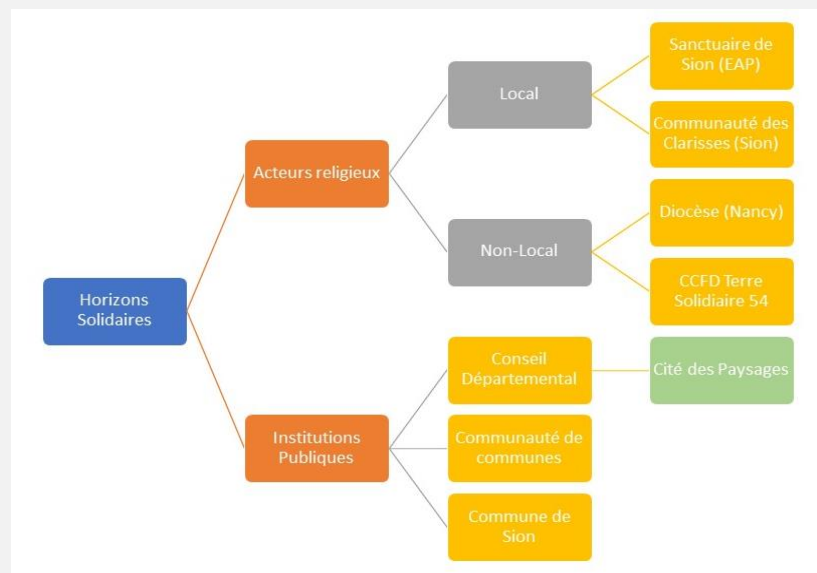 Horizons
Solidaires
Acteurs religieux
Local
Sanctuaire de
Sion (EAP)
Communauté des
Clarisses (Sion)
Non-Local
Diocèse (Nancy)
CCFD Terre
Solidiaire 54
Institutions
Publiques
Conseil
Départemental
Cité des Paysages
Communauté de
communes
Commune de
Sion